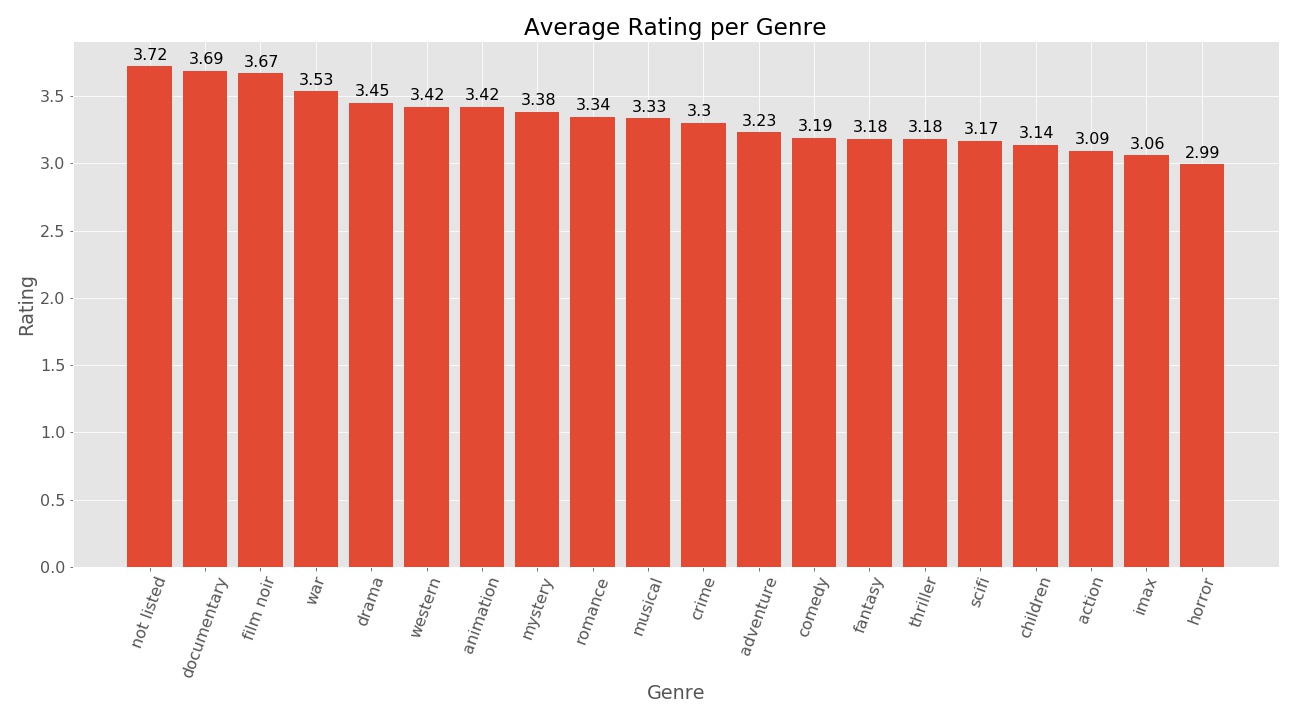 Average Rating per Genre
3.72 3.69 3.67 3.53 3.45 3.42 3.42 3.38 3.34 3.33 3.3 3.23 3.19 3.18 3.18 3.17 3.14 3.09 3.06 2.99
3.5
3.0
2.5
2.0
1.5
1.0
0.5
0.0
Rating
not listed
documentary
film noir
war
drama
western
animation
mystery
romance
musical
crime
adventure
comedy
fantasy
thriller
scifi
children
action
imax
horror
Genre